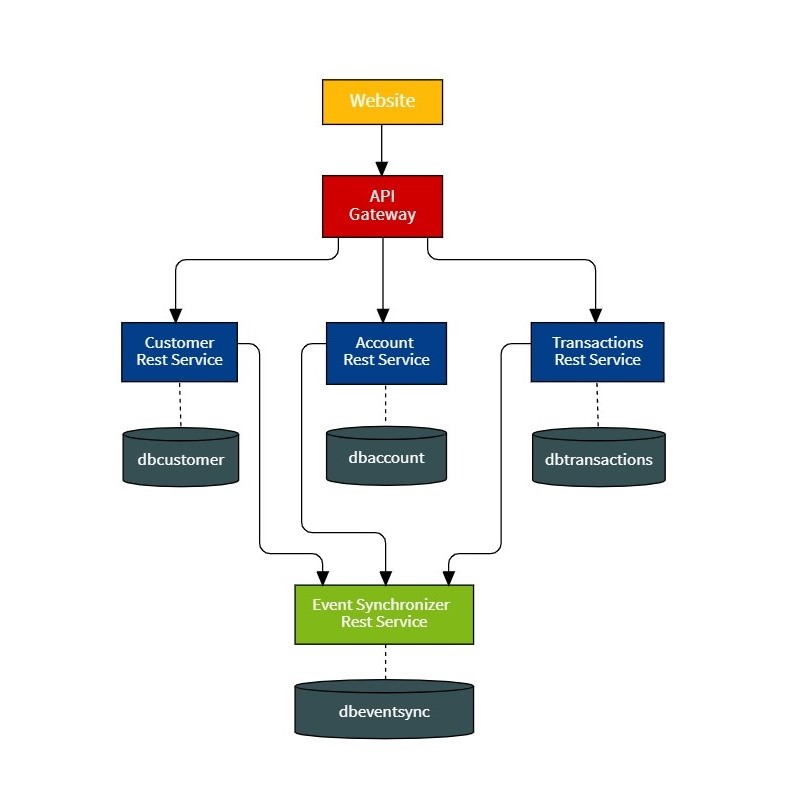 Website
API
Gateway
Customer
Rest Service
Account
Rest Service
Transactions
Rest Service
dbcustomer
dbaccount
dbtransactions
Event Synchronizer
Rest Service
dbeventsync